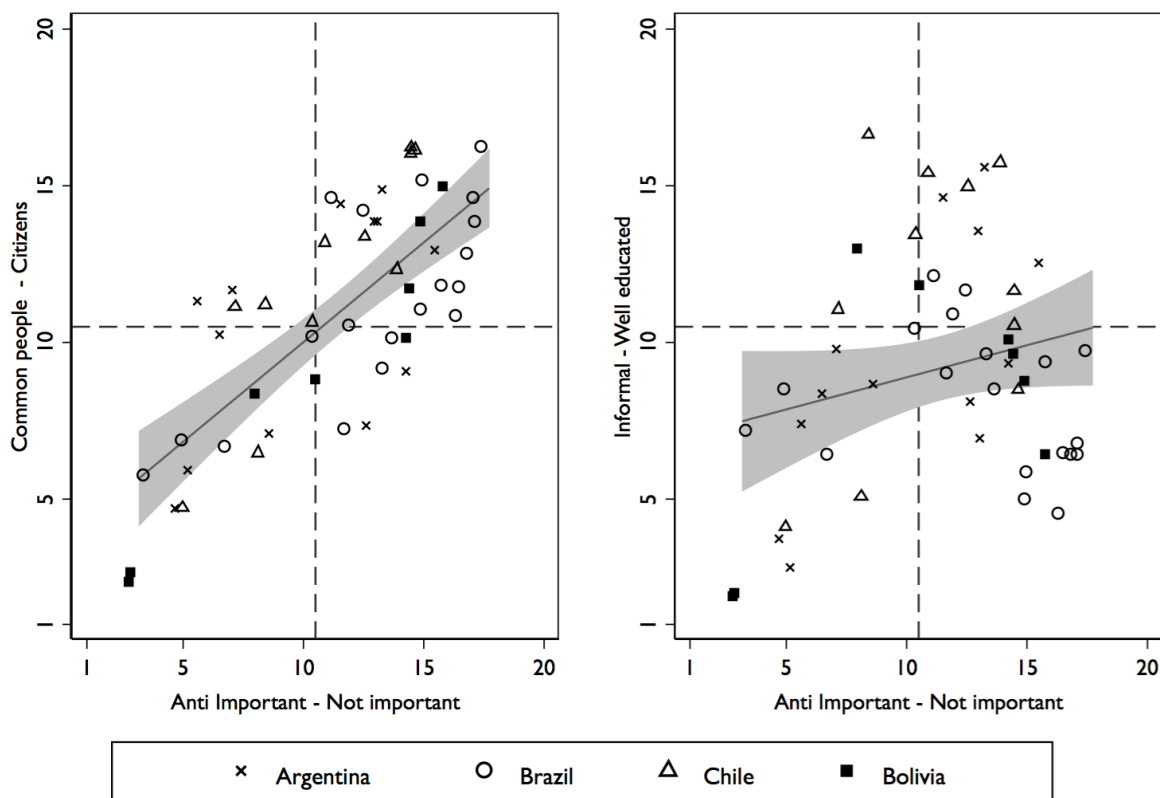 Common people - Citizens
20
15
10
5
1
1 5 10 15 20
Anti Important - Not important
Informal - Well educated
20
15
10
5
1
1 5 10 15 20
Anti Important - Not important
Argentina Brazil Chile Bolivia